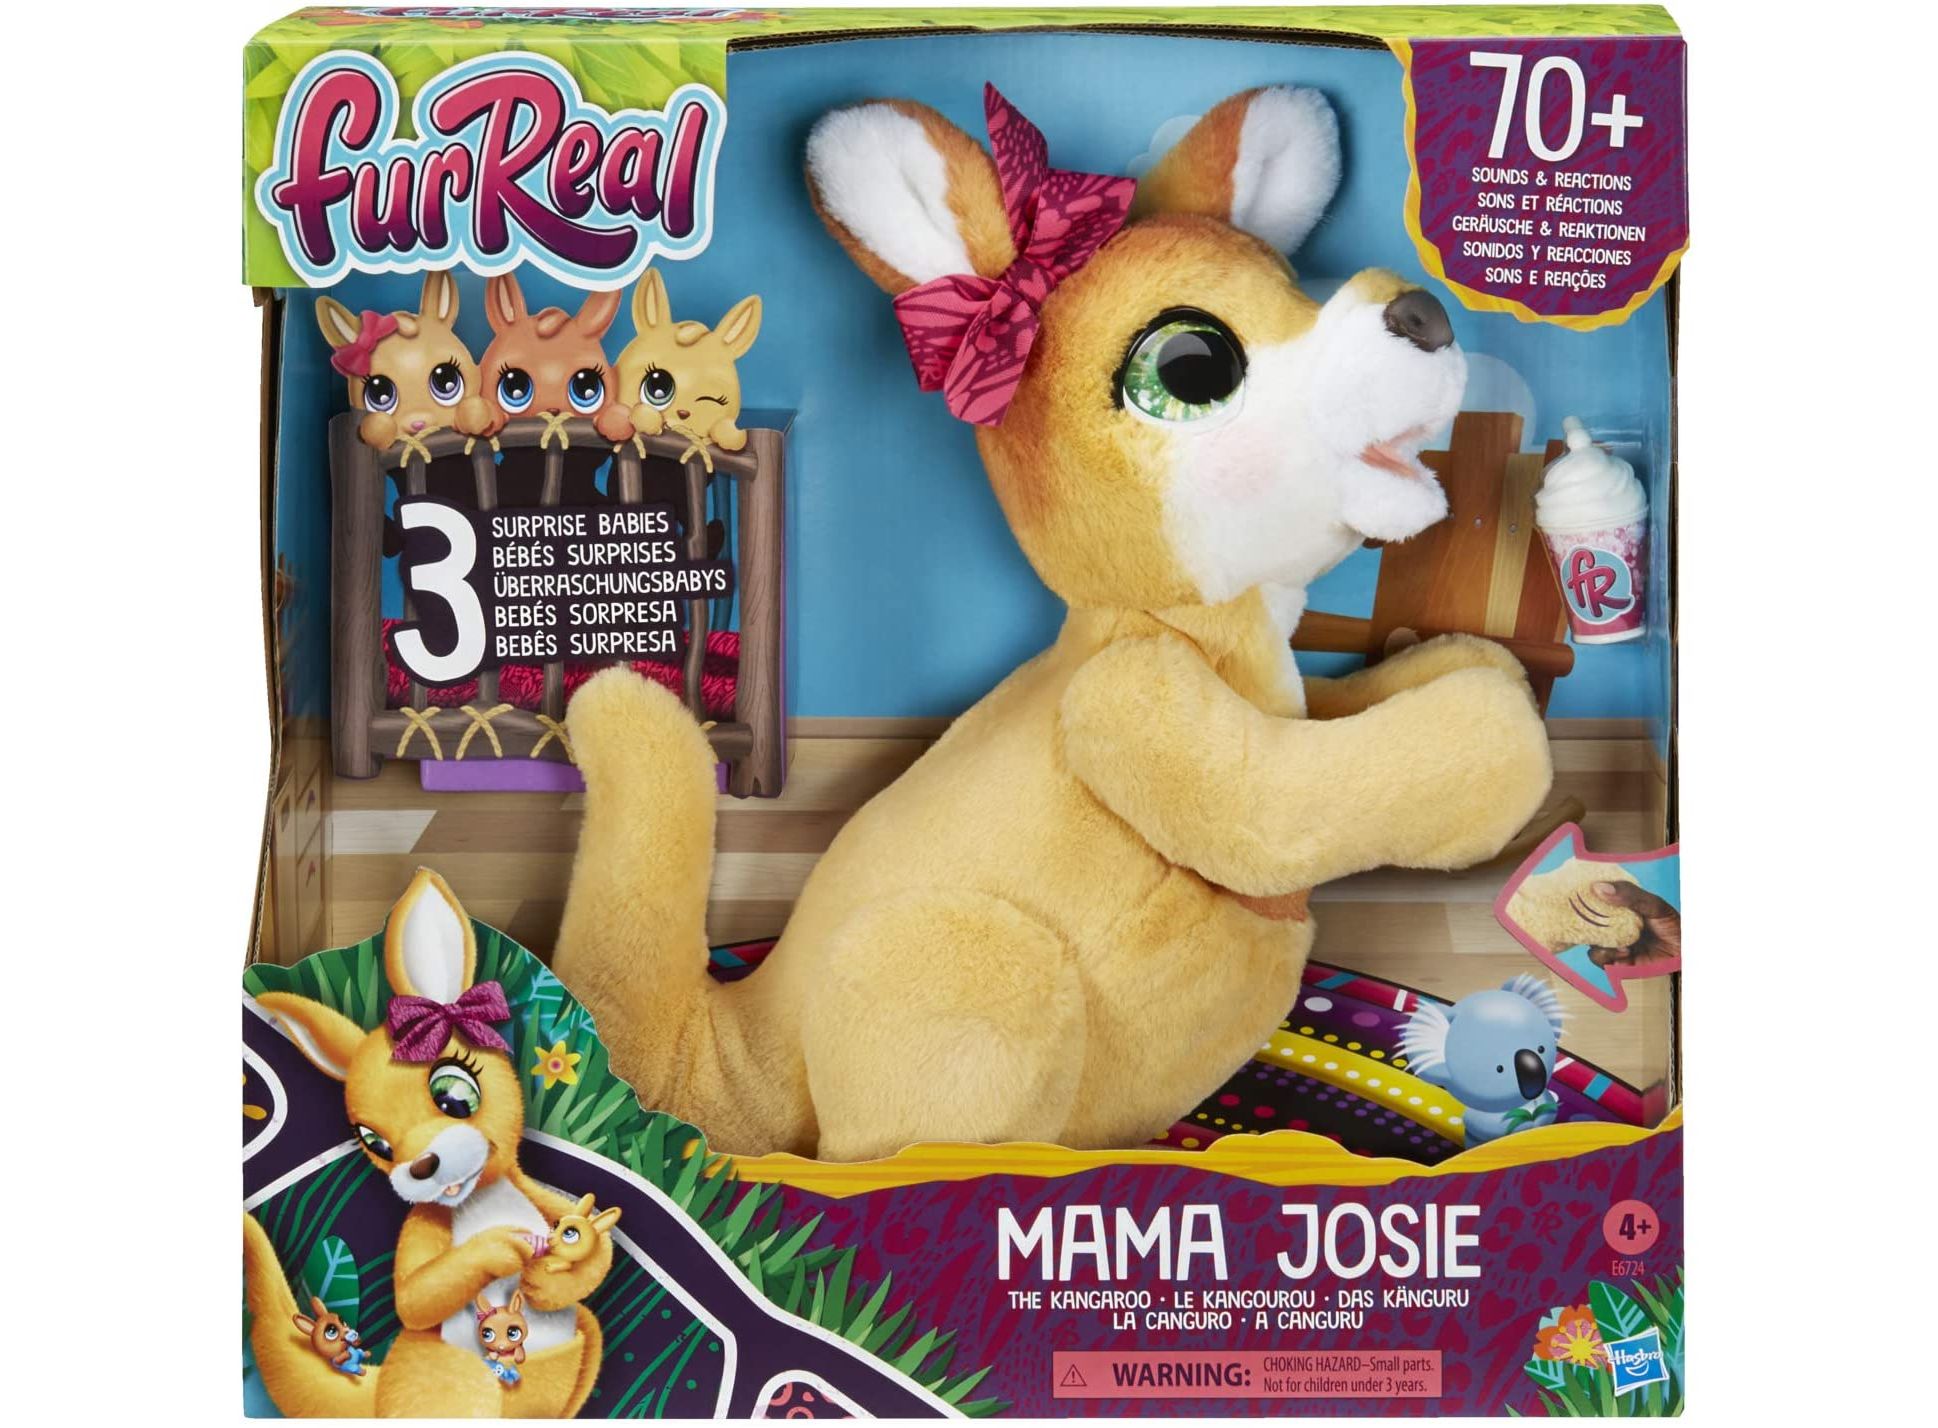 furReal
70+
SOUNDS & REACTIONS
SONS ET RÉACTIONS
GERÄUSCHE & REAKTIONEN
SONIDOS Y REACCIONES
SONS E REAÇÕES
3
SURPRISE BABIES
BÉBÉS SURPRISES
ÜBERRASCHUNGSBABYS
BEBÉS SORPRESA
BEBÊS SURPRESA
fR
MAMA JOSIE
THE KANGAROO · LE KANGOUROU · DAS KÄNGURU
LA CANGURO · A CANGURU
4+
E6724
WARNING:
CHOKING HAZARD–Small parts.
Not for children under 3 years.
Hasbro